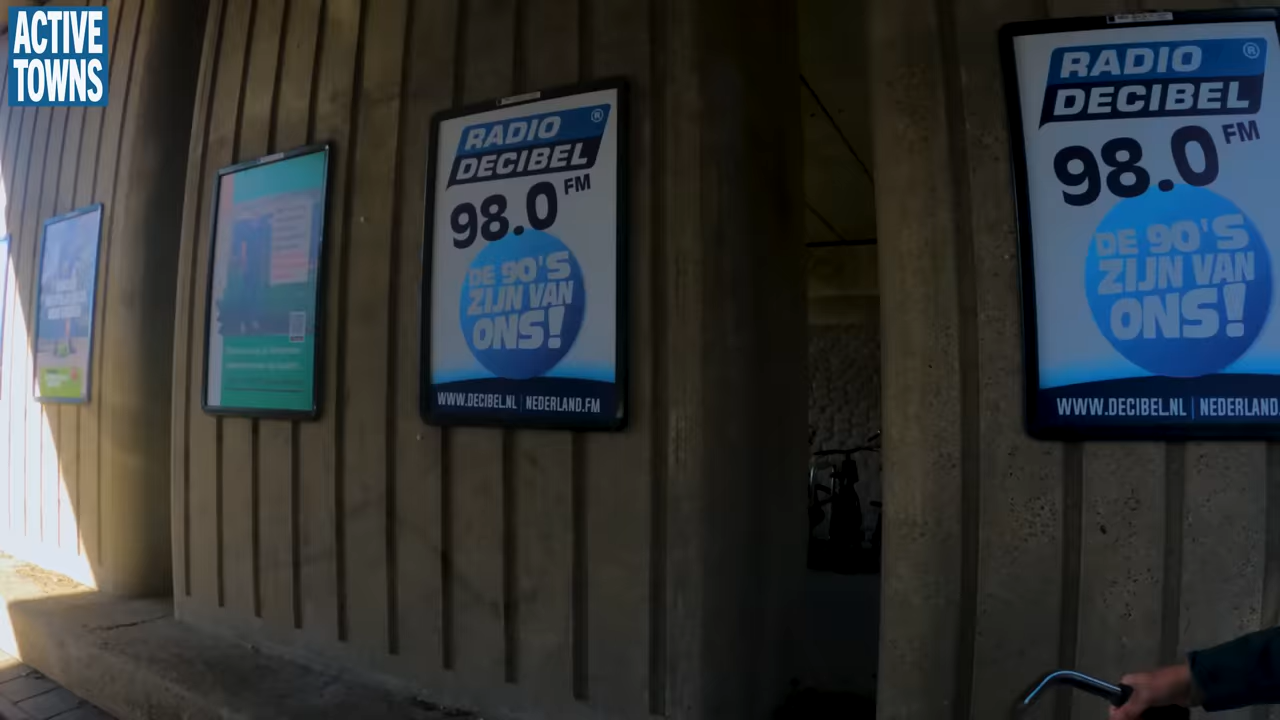 ACTIVE
TOWNS
RADIO
DECIBEL
98.0 FM
DE 90'S
ZIJN VAN
ONS!
WWW.DECIBEL.NL | NEDERLAND.FM
RADIO
DECIBEL
98.0 FM
DE 90'S
ZIJN VAN
ONS!
WWW.DECIBEL.NL | NEDERLAND